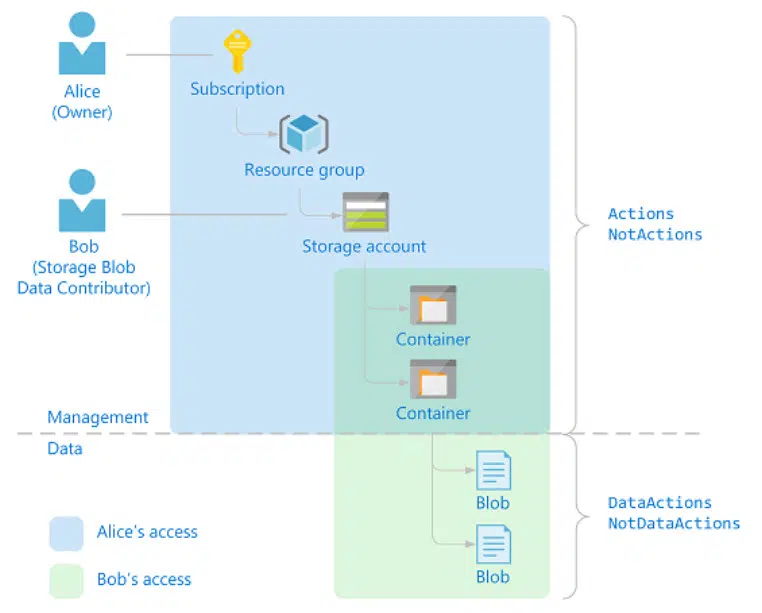 Alice
(Owner)
Subscription
Resource group
Bob
(Storage Blob
Data Contributor)
Storage account
Actions
NotActions
Container
Container
Management
Data
Blob
Blob
DataActions
NotDataActions
Alice's access
Bob's access